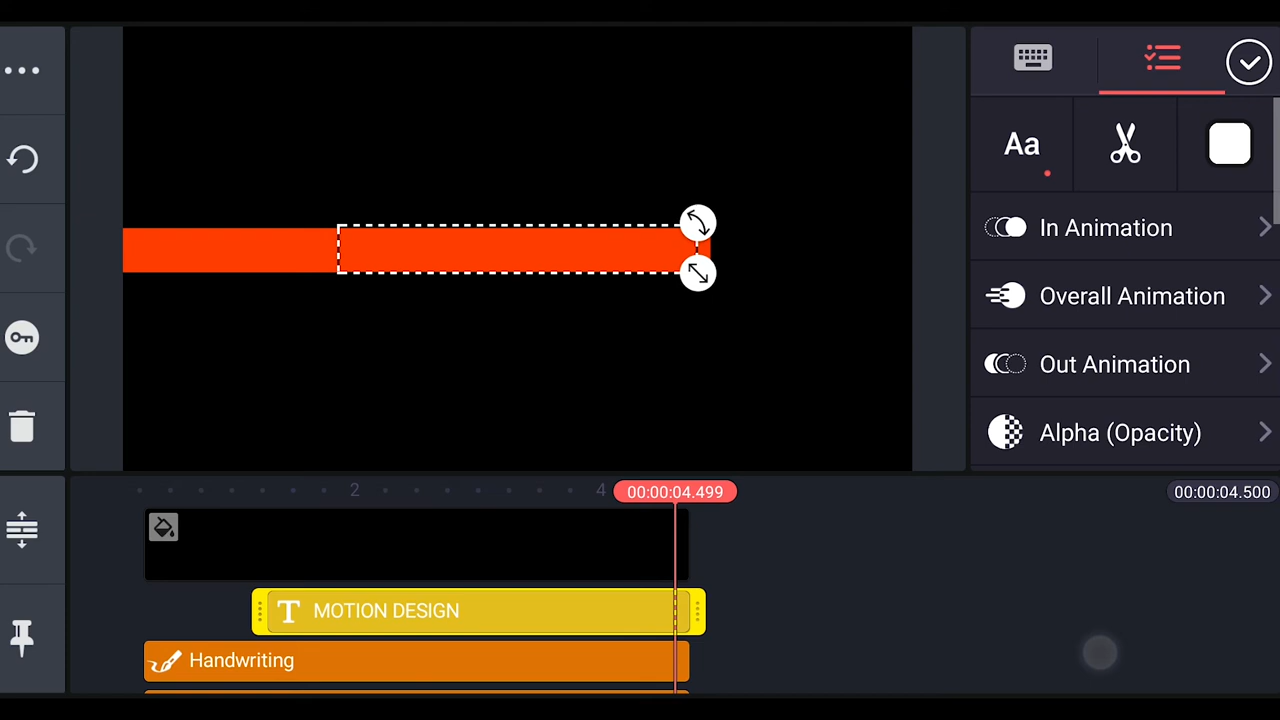 Aa
In Animation
Overall Animation
Out Animation
Alpha (Opacity)
2
4
00:00:04.499
00:00:04.500
T MOTION DESIGN
Handwriting